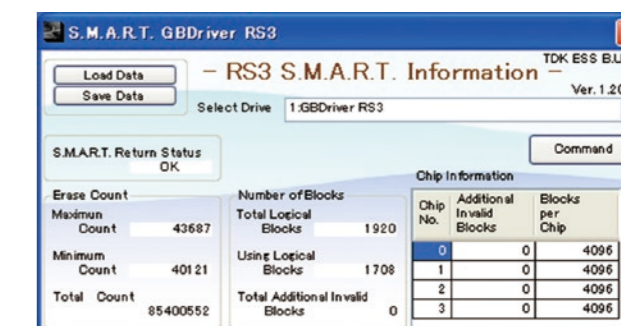 S.M.A.R.T. GBDriver RS3
TDK ESS B.U
Load Data
- RS3 S.M.A.R.T. Information -
Save Data
Ver. 1.20
Select Drive 1:GBDriver RS3
S.M.A.R.T. Return Status
OK
Command
Chip Information
Erase Count
Maximun
Count 43687
Minimum
Count 40121
Total Count
85400552
Number of Blocks
Total Logical
Blocks 1920
Using Logical
Blocks 1708
Total Additional Invalid
Blocks 0
Chip No. Additional Invalid Blocks Blocks per Chip
0 0 4096
1 0 4096
2 0 4096
3 0 4096